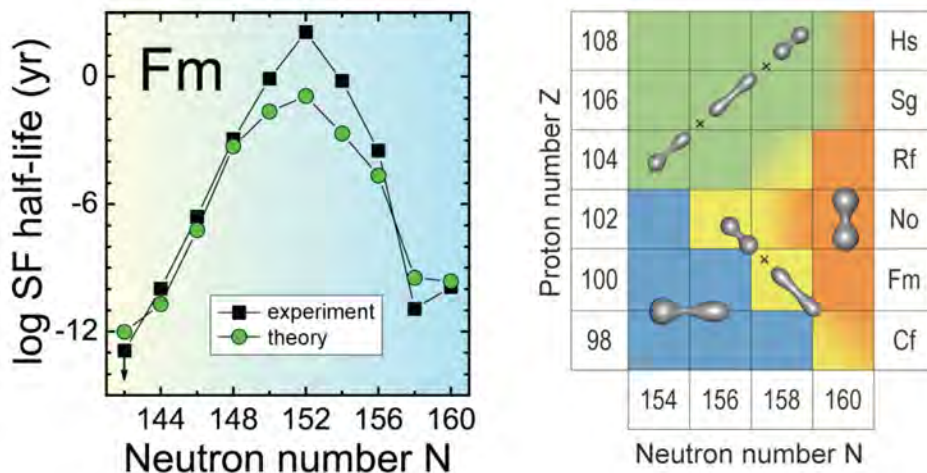 log SF half-life (yr)
0
-6
-12
Fm
experiment
theory
144 148 152 156 160
Neutron number N
Proton number Z
108 Hs
106 Sg
104 Rf
102 No
100 Fm
98 Cf
154 156 158 160
Neutron number N